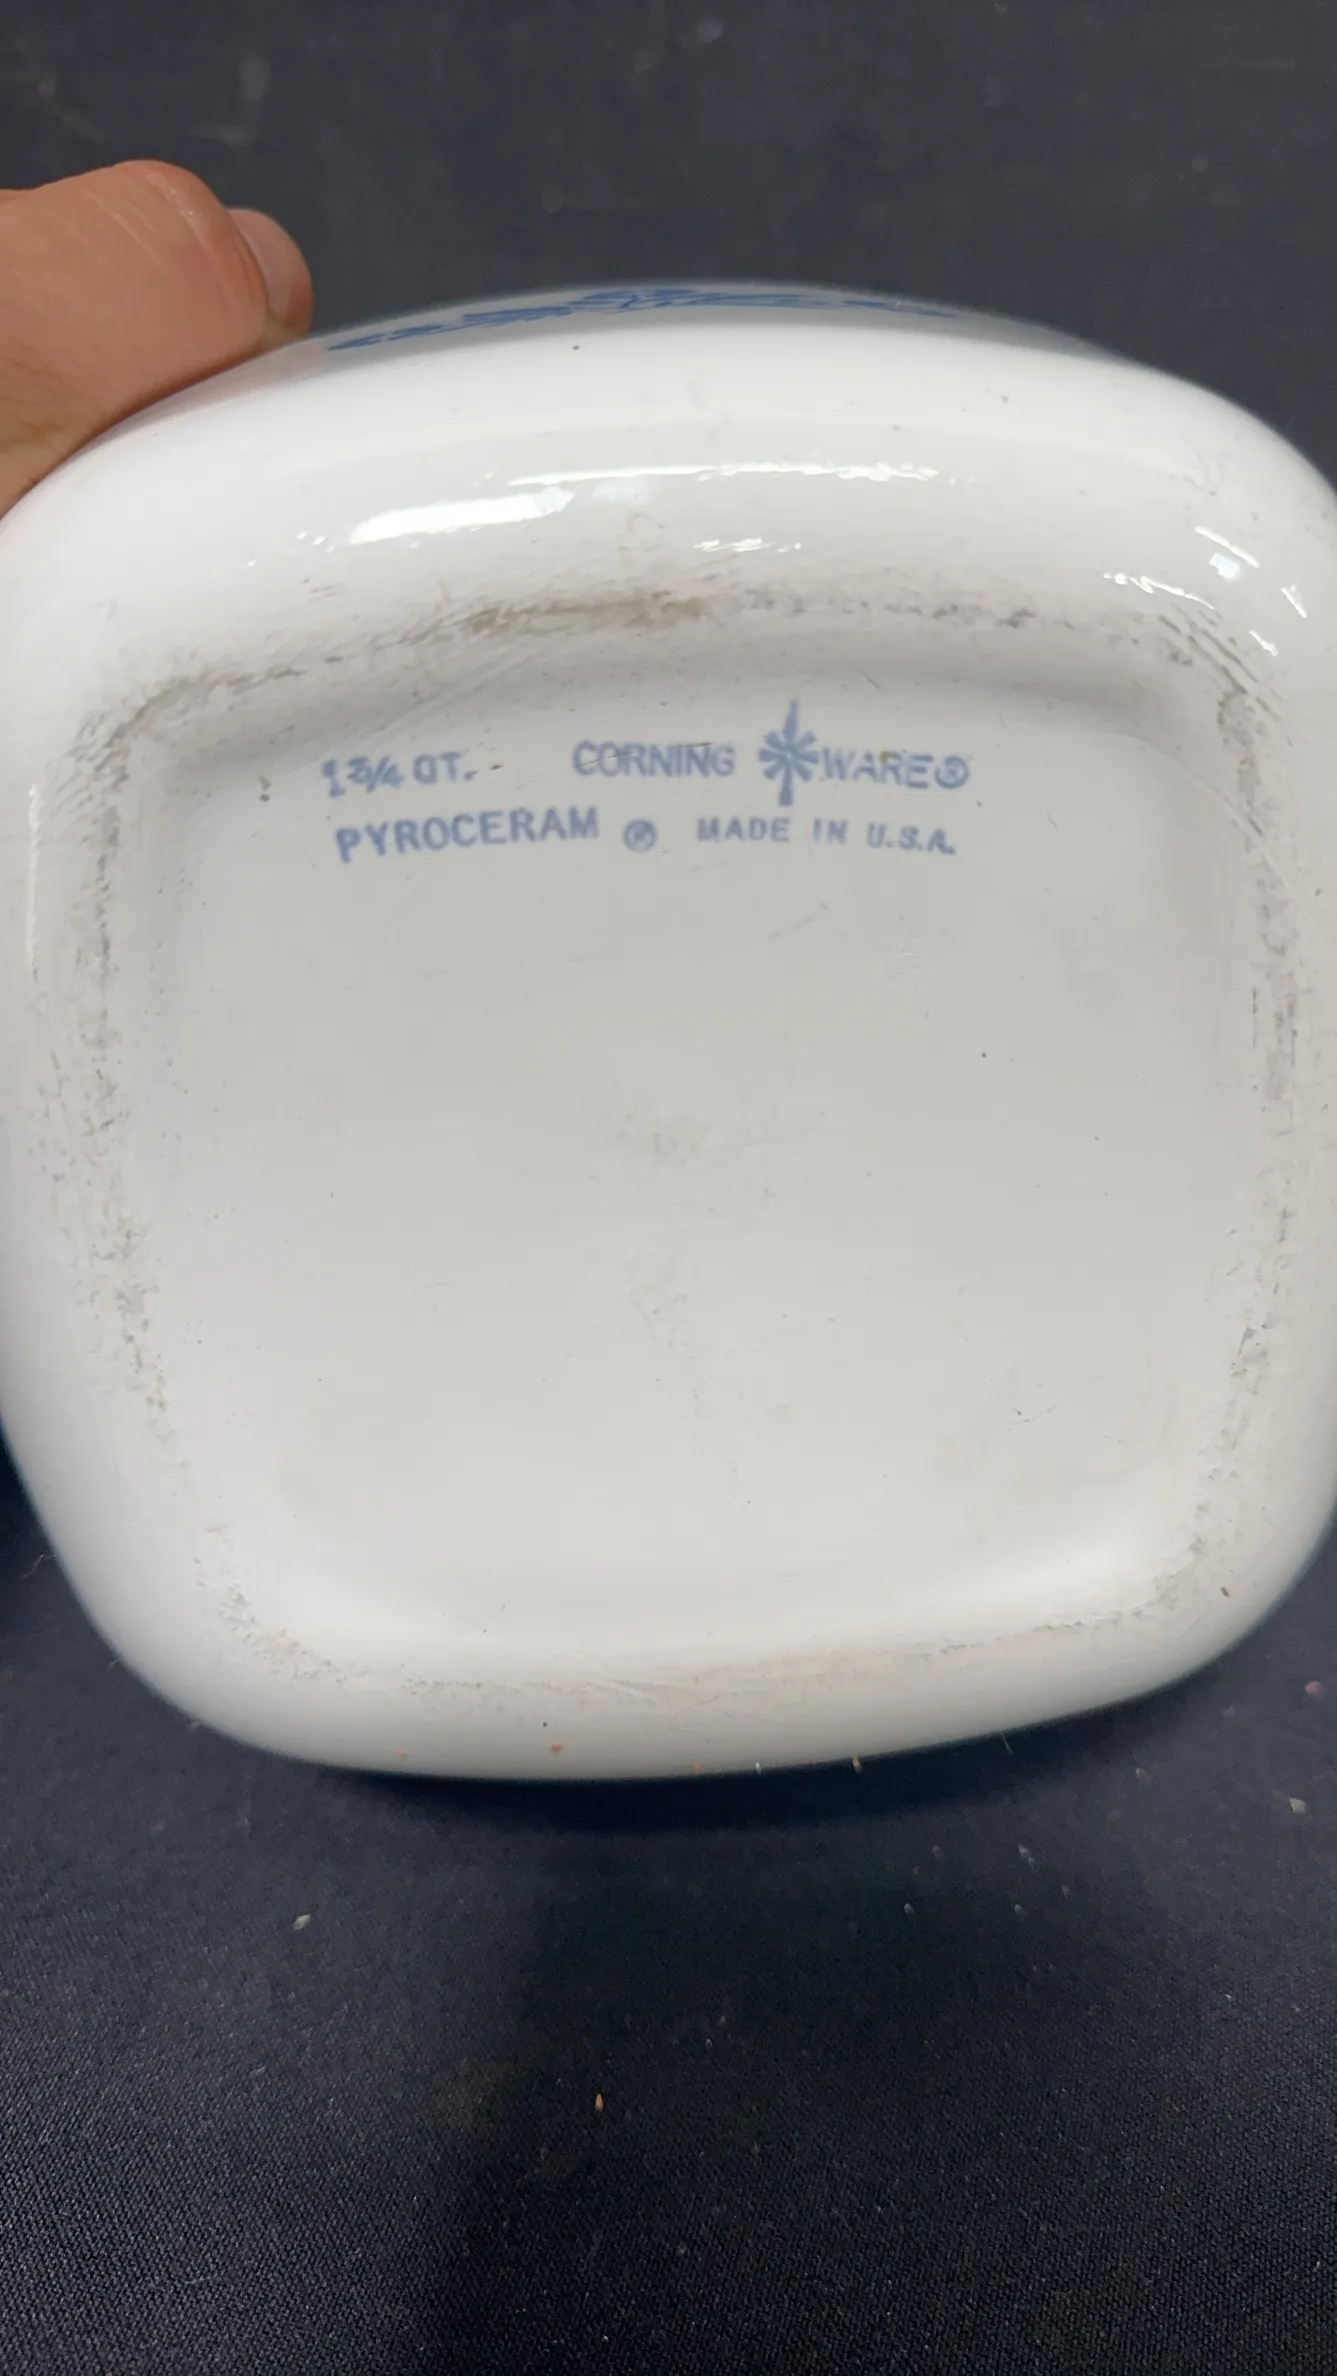 1 3/4 QT. CORNING WARE®
PYROCERAM ® MADE IN U.S.A.